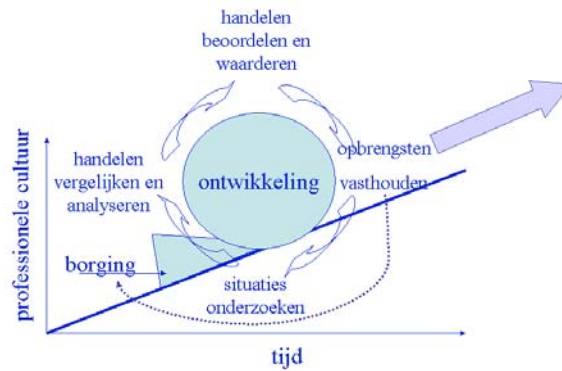 handelen
beoordelen en
waarderen
opbrengsten
vasthouden
handelen
vergelijken en
analyseren
ontwikkeling
borging
situaties
onderzoeken
professionele cultuur
tijd